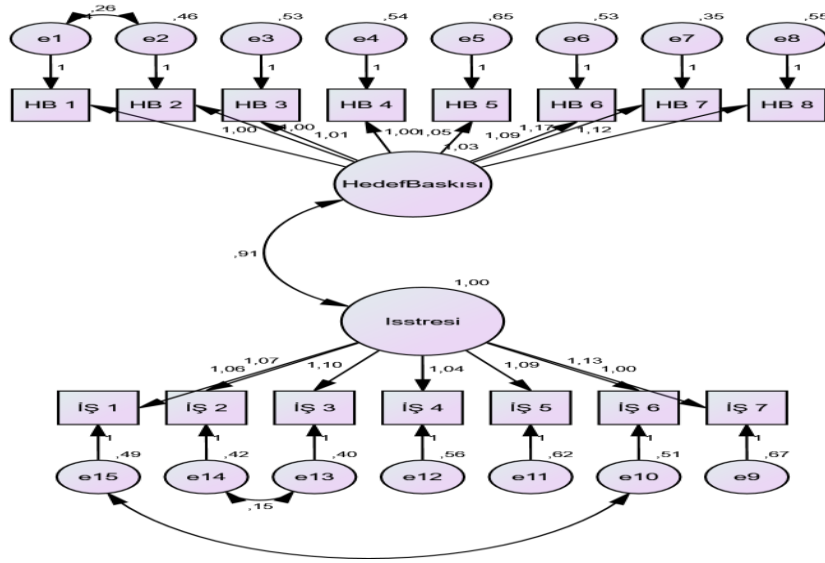 ,26
,46 ,53 ,54 ,65 ,53 ,35 ,55
e1 e2 e3 e4 e5 e6 e7 e8
1 1 1 1 1 1 1 1
HB 1 HB 2 HB 3 HB 4 HB 5 HB 6 HB 7 HB 8
1,00 1,00 1,01 1,00 1,05 1,09 1,17 1,12
1,03
HedefBaskısı
,91
1,00
Isstresi
1,06 1,07 1,10 1,04 1,09 1,13 1,00
İŞ 1 İŞ 2 İŞ 3 İŞ 4 İŞ 5 İŞ 6 İŞ 7
1 1 1 1 1 1 1
,49 ,42 ,40 ,56 ,62 ,51 ,67
e15 e14 e13 e12 e11 e10 e9
,15